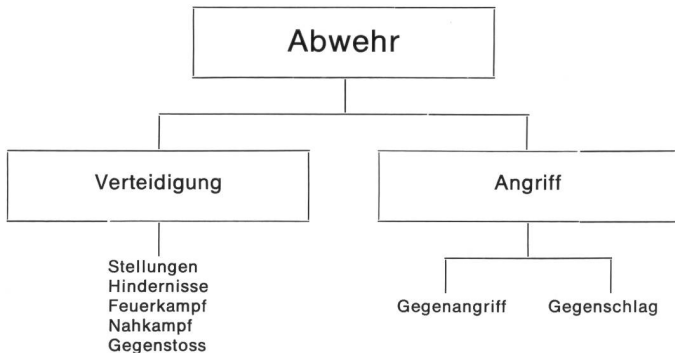 Abwehr
Verteidigung
Angriff
Stellungen
Hindernisse
Feuerkampf
Nahkampf
Gegenstoss
Gegenangriff
Gegenschlag